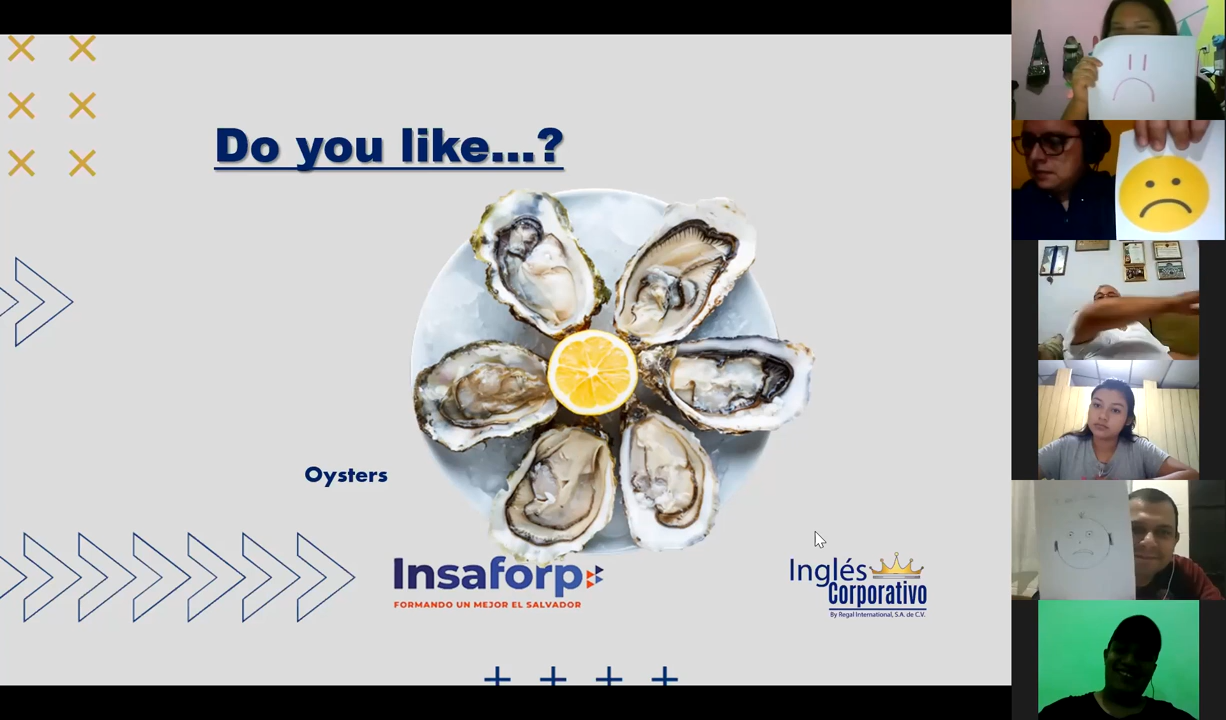 Do you like...?
Oysters
Insaforp
FORMANDO UN MEJOR EL SALVADOR
Inglés
Corporativo
By Regal International, S.A. de C.V.